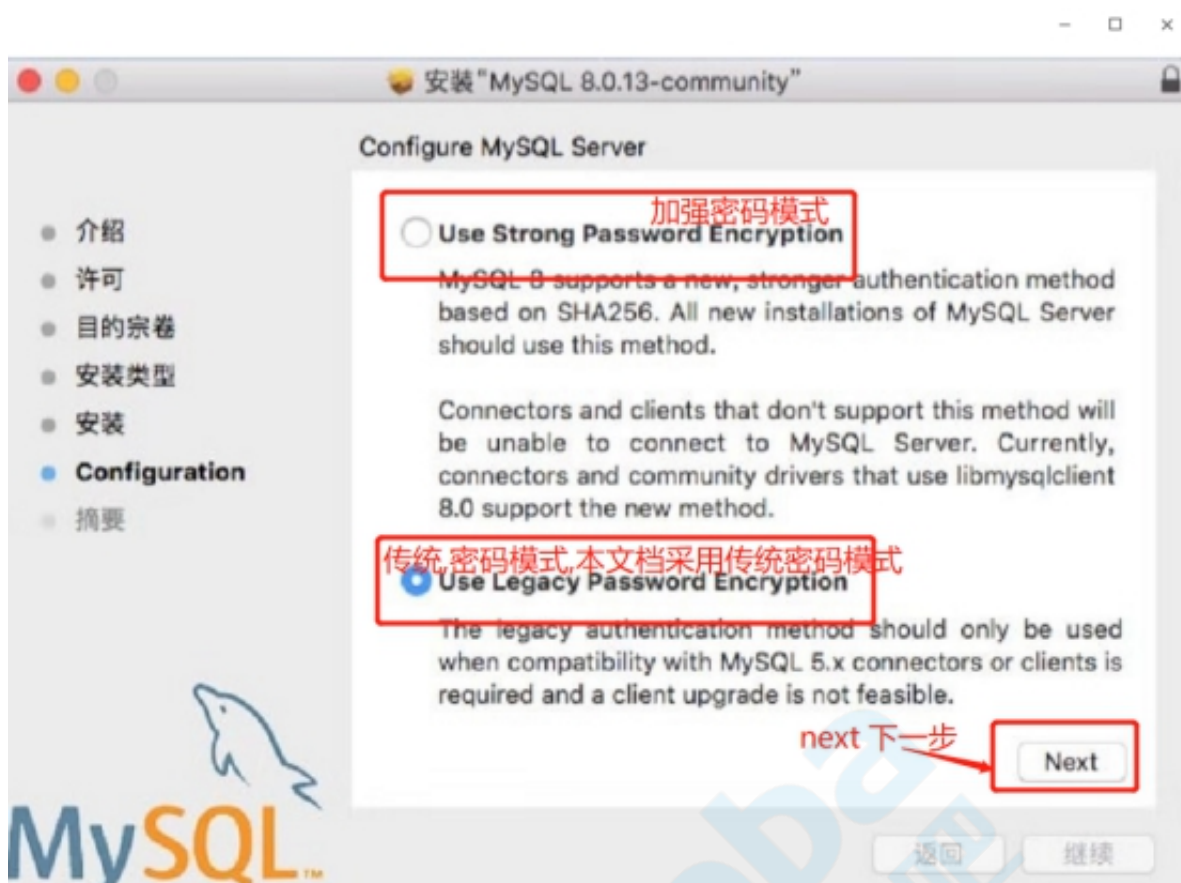 安装"MySQL 8.0.13-community"
Configure MySQL Server
介绍
许可
目的宗卷
安装类型
安装
Configuration
摘要
加强密码模式
Use Strong Password Encryption
MySQL 8 supports a new, stronger authentication method
based on SHA256. All new installations of MySQL Server
should use this method.
Connectors and clients that don't support this method will
be unable to connect to MySQL Server. Currently,
connectors and community drivers that use libmysqlclient
8.0 support the new method.
传统,密码模式,本文档采用传统密码模式
Use Legacy Password Encryption
The legacy authentication method should only be used
when compatibility with MySQL 5.x connectors or clients is
required and a client upgrade is not feasible.
next 下一步
Next
MySQL™
返回
继续